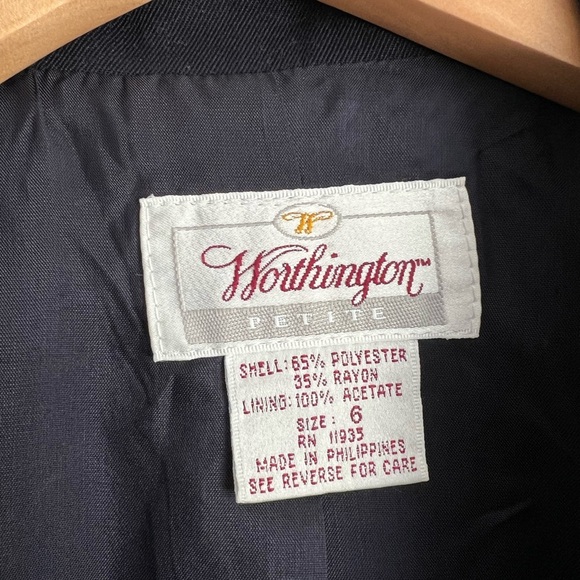 W
Worthington™
PETITE
SHELL: 65% POLYESTER
35% RAYON
LINING: 100% ACETATE
SIZE: 6
RN 11935
MADE IN PHILIPPINES
SEE REVERSE FOR CARE